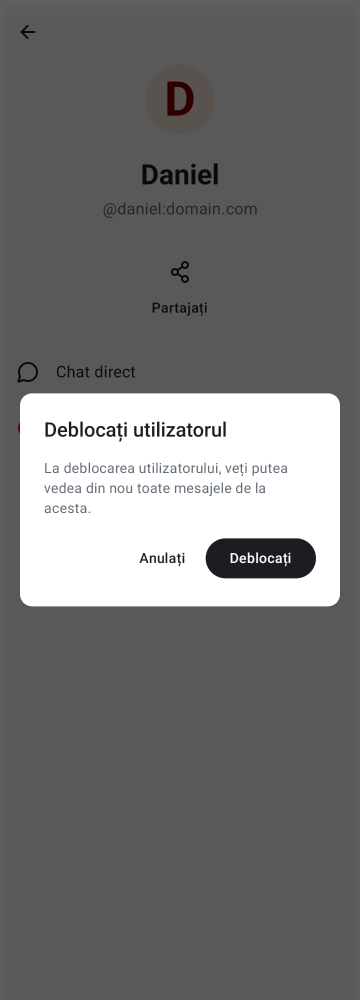 D
Daniel
@daniel:domain.com
Partajați
Chat direct
Deblocați utilizatorul
La deblocarea utilizatorului, veți putea
vedea din nou toate mesajele de la
acesta.
Anulați
Deblocați